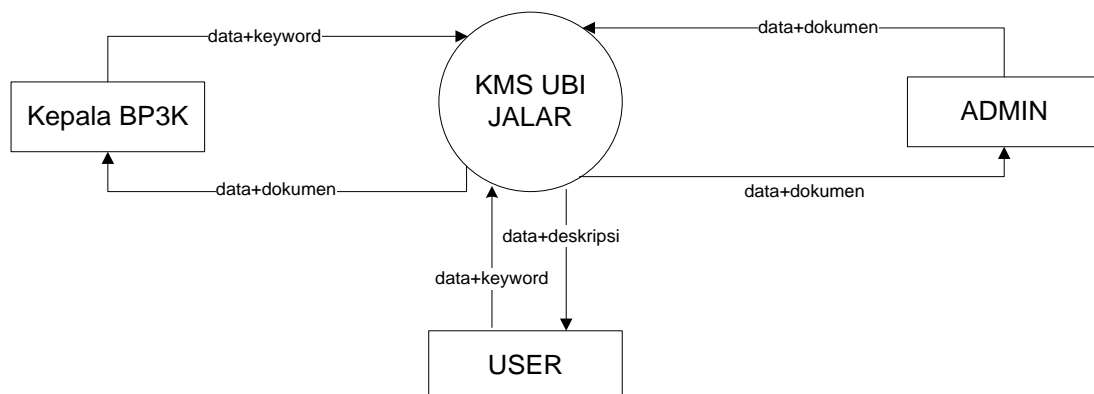 data+keyword
data+dokumen
KMS UBI
JALAR
Kepala BP3K
ADMIN
data+dokumen
data+dokumen
data+deskripsi
data+keyword
USER